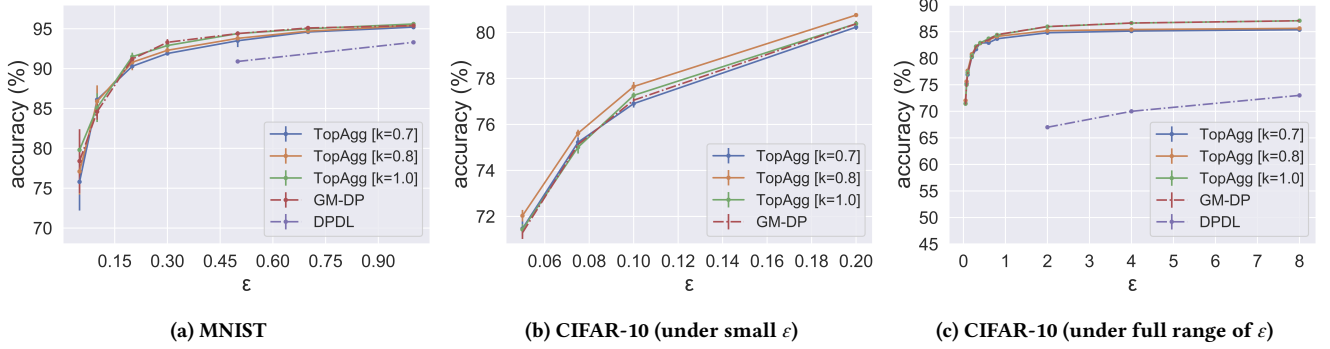 95
90
85
80
75
70
accuracy (%)
0.15 0.30 0.45 0.60 0.75 0.90
ε
TopAgg [k=0.7]
TopAgg [k=0.8]
TopAgg [k=1.0]
GM-DP
DPDL
(a) MNIST
80
78
76
74
72
accuracy (%)
0.06 0.08 0.10 0.12 0.14 0.16 0.18 0.20
ε
TopAgg [k=0.7]
TopAgg [k=0.8]
TopAgg [k=1.0]
GM-DP
(b) CIFAR-10 (under small ε)
90
85
80
75
70
65
60
55
50
45
accuracy (%)
0 1 2 3 4 5 6 7 8
ε
TopAgg [k=0.7]
TopAgg [k=0.8]
TopAgg [k=1.0]
GM-DP
DPDL
(c) CIFAR-10 (under full range of ε)